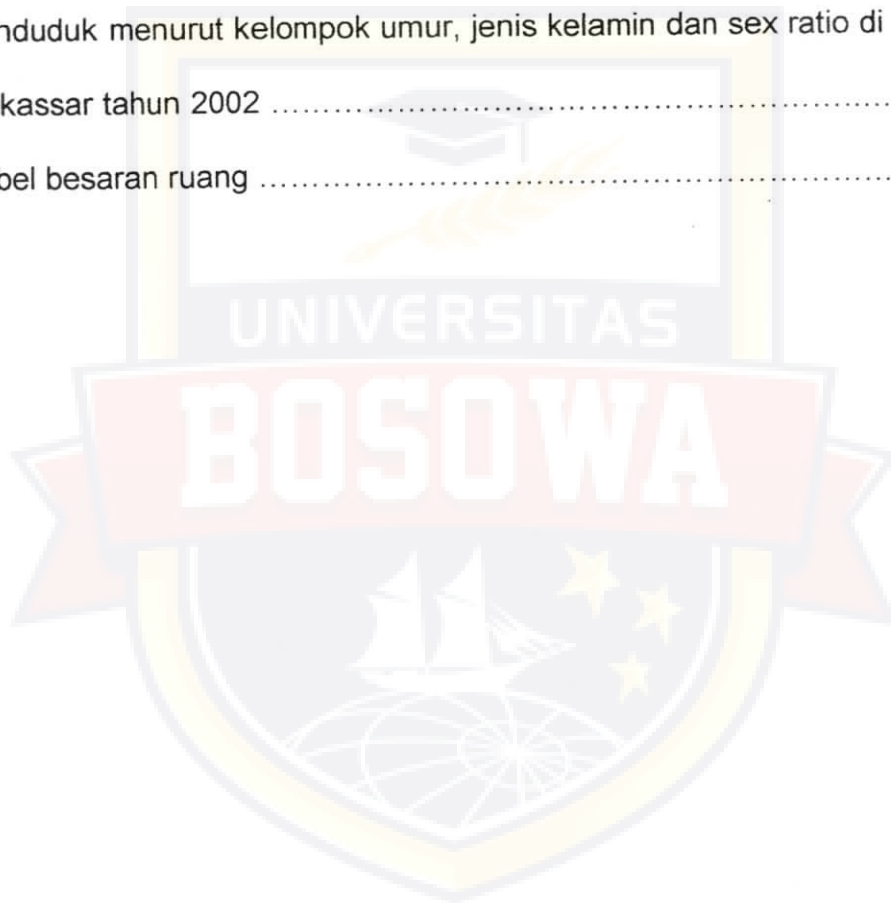 nduduk menurut kelompok umur, jenis kelamin dan sex ratio di
kassar tahun 2002 ................................................................
bel besaran ruang ................................................................
UNIVERSITAS
BOSOWA